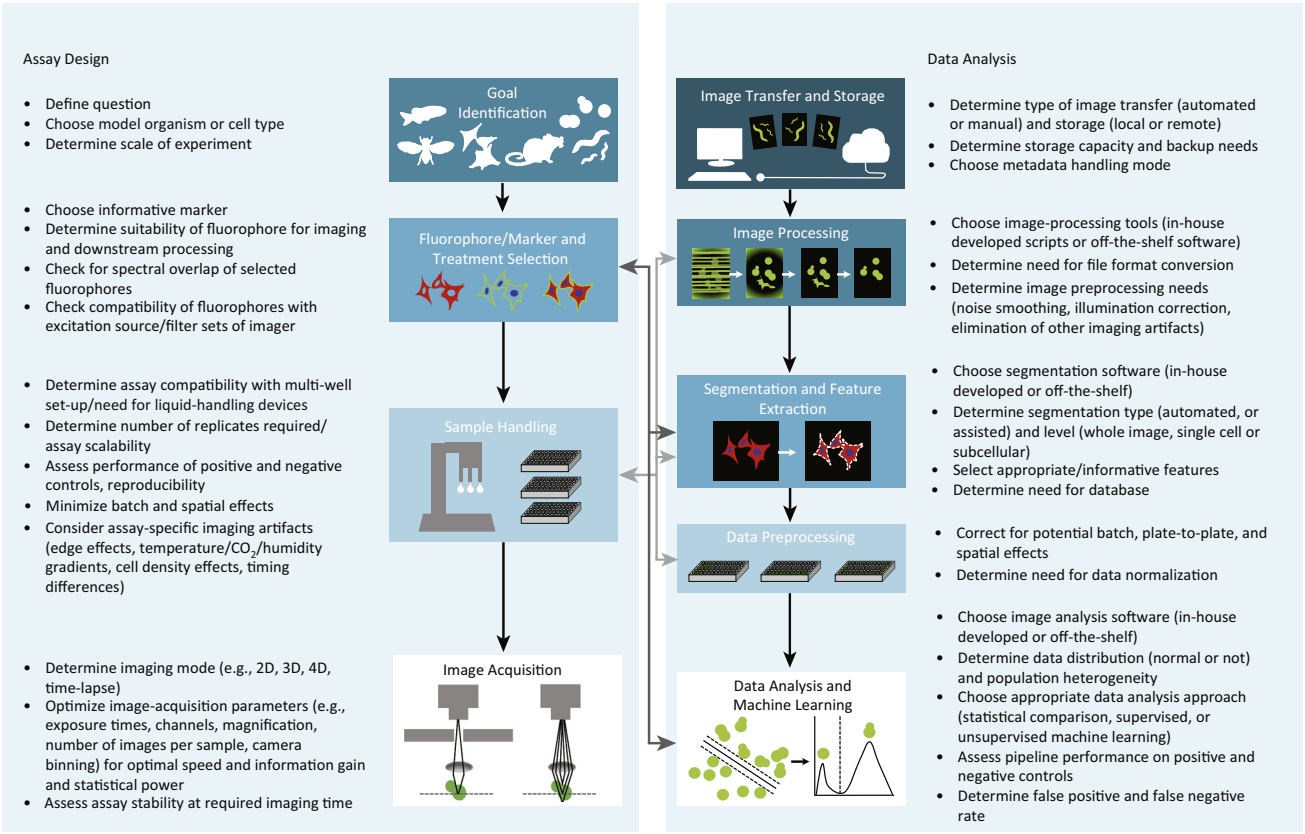 Assay Design
• Define question
• Choose model organism or cell type
• Determine scale of experiment
• Choose informative marker
• Determine suitability of fluorophore for imaging
and downstream processing
• Check for spectral overlap of selected
fluorophores
• Check compatibility of fluorophores with
excitation source/filter sets of imager
• Determine assay compatibility with multi-well
set-up/need for liquid-handling devices
• Determine number of replicates required/
assay scalability
• Assess performance of positive and negative
controls, reproducibility
• Minimize batch and spatial effects
• Consider assay-specific imaging artifacts
(edge effects, temperature/CO₂/humidity
gradients, cell density effects, timing
differences)
• Determine imaging mode (e.g., 2D, 3D, 4D,
time-lapse)
• Optimize image-acquisition parameters (e.g.,
exposure times, channels, magnification,
number of images per sample, camera
binning) for optimal speed and information gain
and statistical power
• Assess assay stability at required imaging time
Goal
Identification
Fluorophore/Marker and
Treatment Selection
Sample Handling
Image Acquisition
Image Transfer and Storage
Image Processing
Segmentation and Feature
Extraction
Data Preprocessing
Data Analysis and
Machine Learning
Data Analysis
• Determine type of image transfer (automated
or manual) and storage (local or remote)
• Determine storage capacity and backup needs
• Choose metadata handling mode
• Choose image-processing tools (in-house
developed scripts or off-the-shelf software)
• Determine need for file format conversion
• Determine image preprocessing needs
(noise smoothing, illumination correction,
elimination of other imaging artifacts)
• Choose segmentation software (in-house
developed or off-the-shelf)
• Determine segmentation type (automated, or
assisted) and level (whole image, single cell or
subcellular)
• Select appropriate/informative features
• Determine need for database
• Correct for potential batch, plate-to-plate, and
spatial effects
• Determine need for data normalization
• Choose image analysis software (in-house
developed or off-the-shelf)
• Determine data distribution (normal or not)
and population heterogeneity
• Choose appropriate data analysis approach
(statistical comparison, supervised, or
unsupervised machine learning)
• Assess pipeline performance on positive and
negative controls
• Determine false positive and false negative
rate